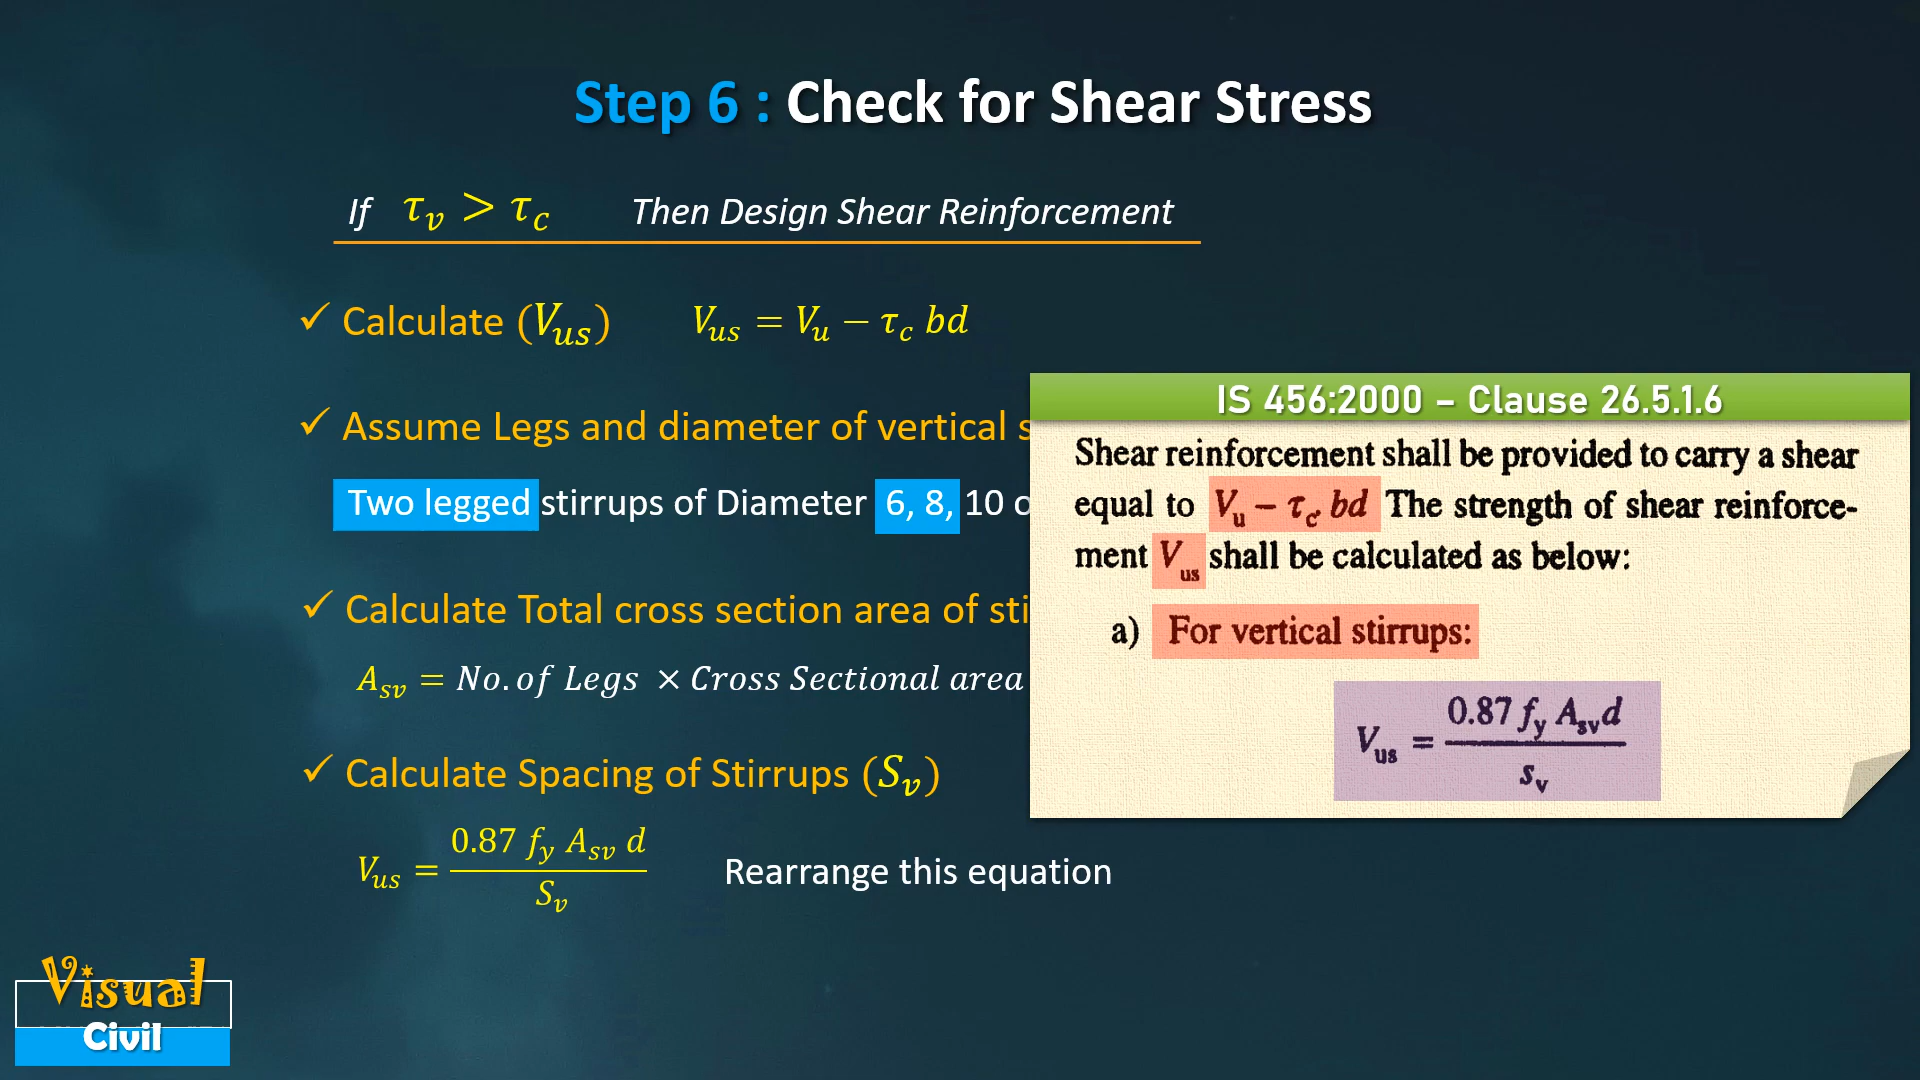 Step 6 : Check for Shear Stress
If τv > τc Then Design Shear Reinforcement
✓ Calculate (Vus) Vus = Vu − τc bd
✓ Assume Legs and diameter of vertical s
Two legged stirrups of Diameter 6, 8, 10 o
✓ Calculate Total cross section area of sti
Asv = No.of Legs × Cross Sectional area
✓ Calculate Spacing of Stirrups (Sv)
Vus = 0.87 fy Asv d / Sv Rearrange this equation
IS 456:2000 – Clause 26.5.1.6
Shear reinforcement shall be provided to carry a shear
equal to Vu − τc bd The strength of shear reinforce-
ment Vus shall be calculated as below:
a) For vertical stirrups:
Vus = 0.87 fy Asv d / sv
Visual
Civil